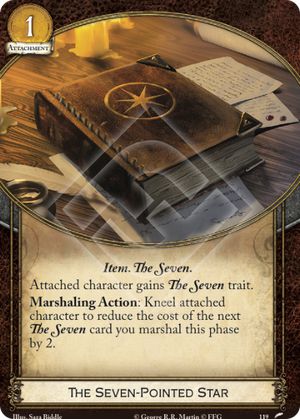 1
ATTACHMENT
Item. The Seven.
Attached character gains The Seven trait.
Marshaling Action: Kneel attached
character to reduce the cost of the next
The Seven card you marshal this phase
by 2.
THE SEVEN-POINTED STAR
Illus. Sara Biddle
© George R.R. Martin © FFG
119